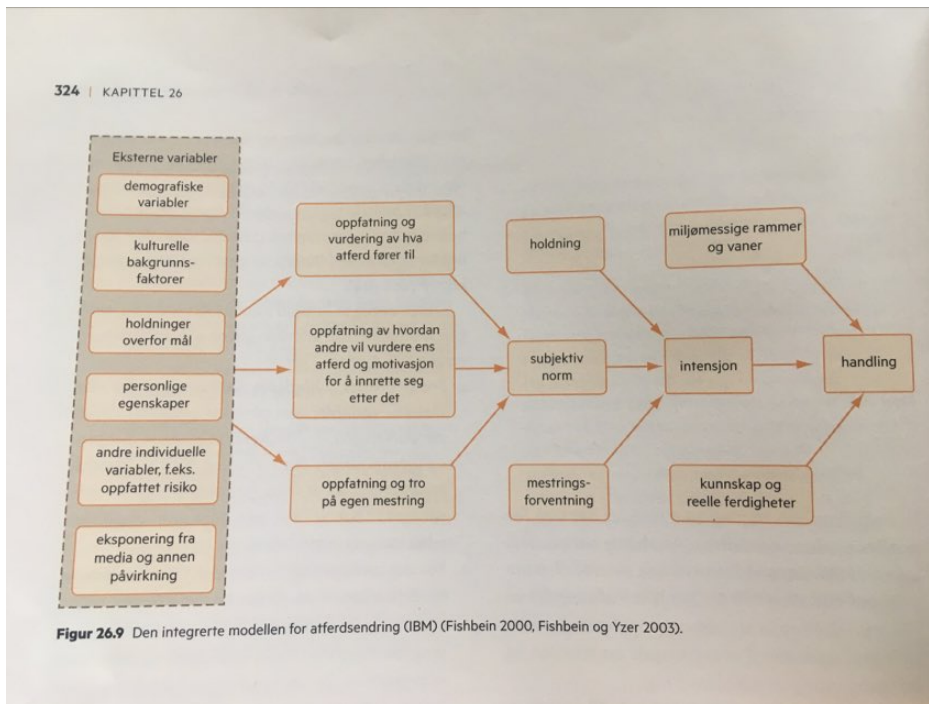 324 | KAPITTEL 26
Eksterne variabler
demografiske
variabler
kulturelle
bakgrunns-
faktorer
holdninger
overfor mål
personlige
egenskaper
andre individuelle
variabler, f.eks.
oppfattet risiko
eksponering fra
media og annen
påvirkning
oppfatning og
vurdering av hva
atferd fører til
oppfatning av hvordan
andre vil vurdere ens
atferd og motivasjon
for å innrette seg
etter det
oppfatning og tro
på egen mestring
holdning
subjektiv
norm
mestrings-
forventning
intensjon
miljømessige rammer
og vaner
handling
kunnskap og
reelle ferdigheter
Figur 26.9 Den integrerte modellen for atferdsendring (IBM) (Fishbein 2000, Fishbein og Yzer 2003).